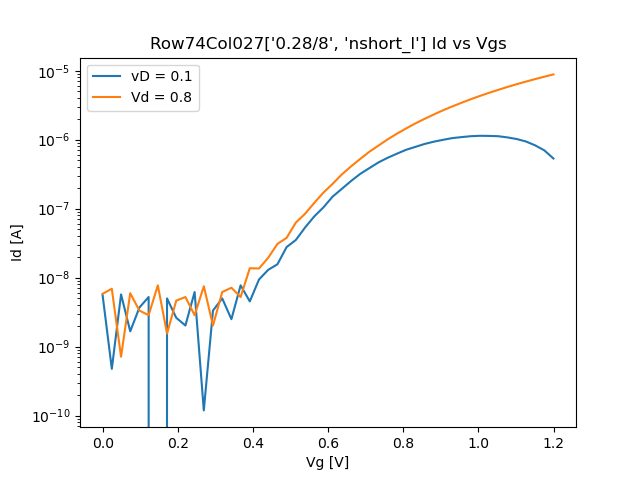 Row74Col027['0.28/8', 'nshort_l'] Id vs Vgs
vD = 0.1
Vd = 0.8
Id [A]
10⁻⁵
10⁻⁶
10⁻⁷
10⁻⁸
10⁻⁹
10⁻¹⁰
0.0 0.2 0.4 0.6 0.8 1.0 1.2
Vg [V]